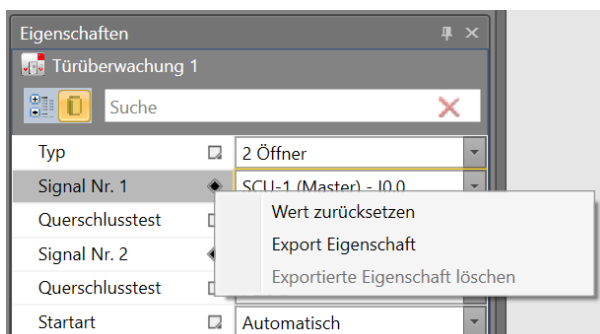 Eigenschaften
Türüberwachung 1
Suche
Typ 2 Öffner
Signal Nr. 1 SCU-1 (Master) - I0.0
Wert zurücksetzen
Querschlusstest
Export Eigenschaft
Signal Nr. 2
Exportierte Eigenschaft löschen
Querschlusstest
Startart Automatisch